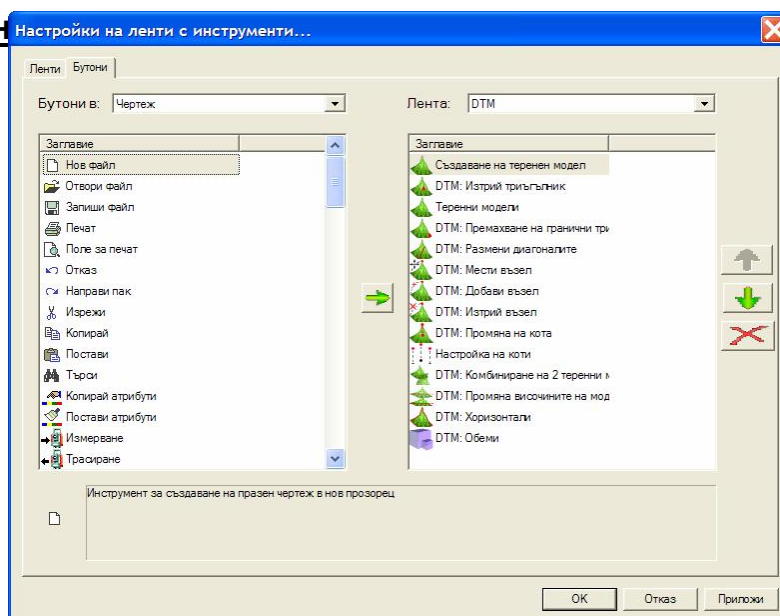 Настройки на ленти с инструменти...
Ленти Бутони
Бутони в: Чертеж Лента: DTM
Заглавие
Нов файл
Отвори файл
Запиши файл
Печат
Поле за печат
Отказ
Направи пак
Изрежи
Копирай
Постави
Търси
Копирай атрибути
Постави атрибути
Измерване
Трасиране
Заглавие
Създаване на теренен модел
DTM: Изтрий триъгълник
Теренни модели
DTM: Премахване на гранични три
DTM: Размени диагоналите
DTM: Мести възел
DTM: Добави възел
DTM: Изтрий възел
DTM: Промяна на кота
Настройка на коти
DTM: Комбиниране на 2 теренни м
DTM: Промяна височините на мод
DTM: Хоризонтали
DTM: Обеми
Инструмент за създаване на празен чертеж в нов прозорец
OK Отказ Приложи